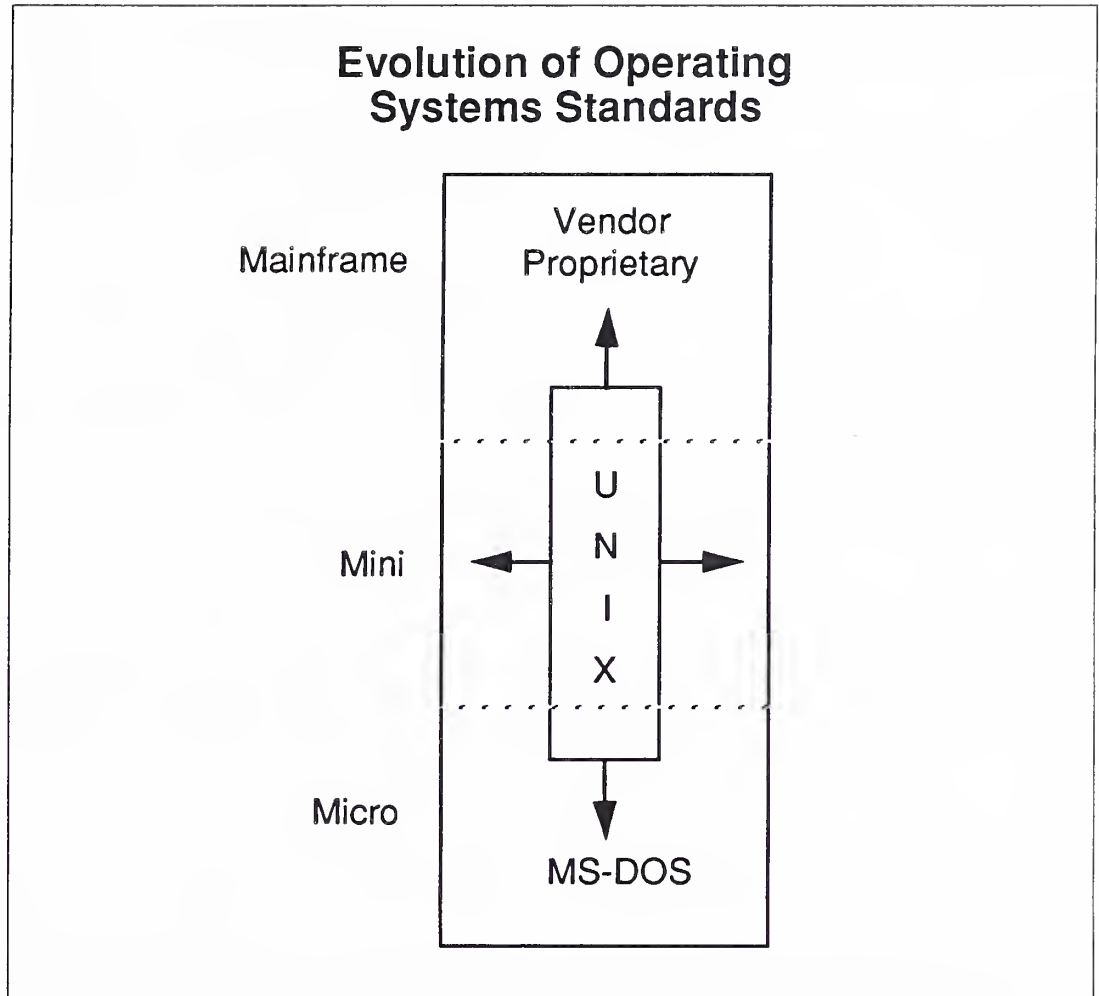 Evolution of Operating
Systems Standards
Vendor
Proprietary
Mainframe
U
N
I
X
Mini
Micro
MS-DOS